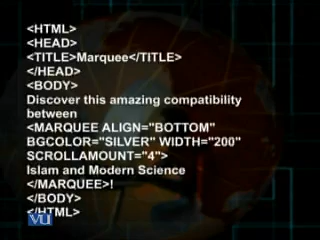 <HTML>
<HEAD>
<TITLE>Marquee</TITLE>
</HEAD>
<BODY>
Discover this amazing compatibility
between
<MARQUEE ALIGN="BOTTOM"
BGCOLOR="SILVER" WIDTH="200"
SCROLLAMOUNT="4">
Islam and Modern Science
</MARQUEE>!
</BODY>
</HTML>
VU